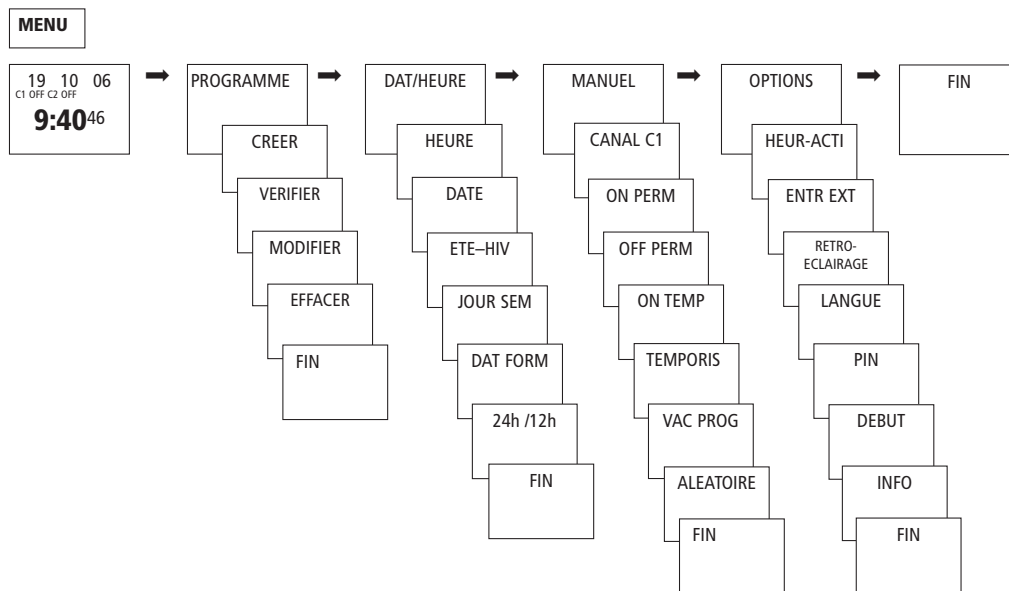 MENU
19 10 06
C1 OFF C2 OFF
9:40 46
PROGRAMME
CREER
VERIFIER
MODIFIER
EFFACER
FIN
DAT/HEURE
HEURE
DATE
ETE–HIV
JOUR SEM
DAT FORM
24h /12h
FIN
MANUEL
CANAL C1
ON PERM
OFF PERM
ON TEMP
TEMPORIS
VAC PROG
ALEATOIRE
FIN
OPTIONS
HEUR-ACTI
ENTR EXT
RETRO-
ECLAIRAGE
LANGUE
PIN
DEBUT
INFO
FIN
FIN